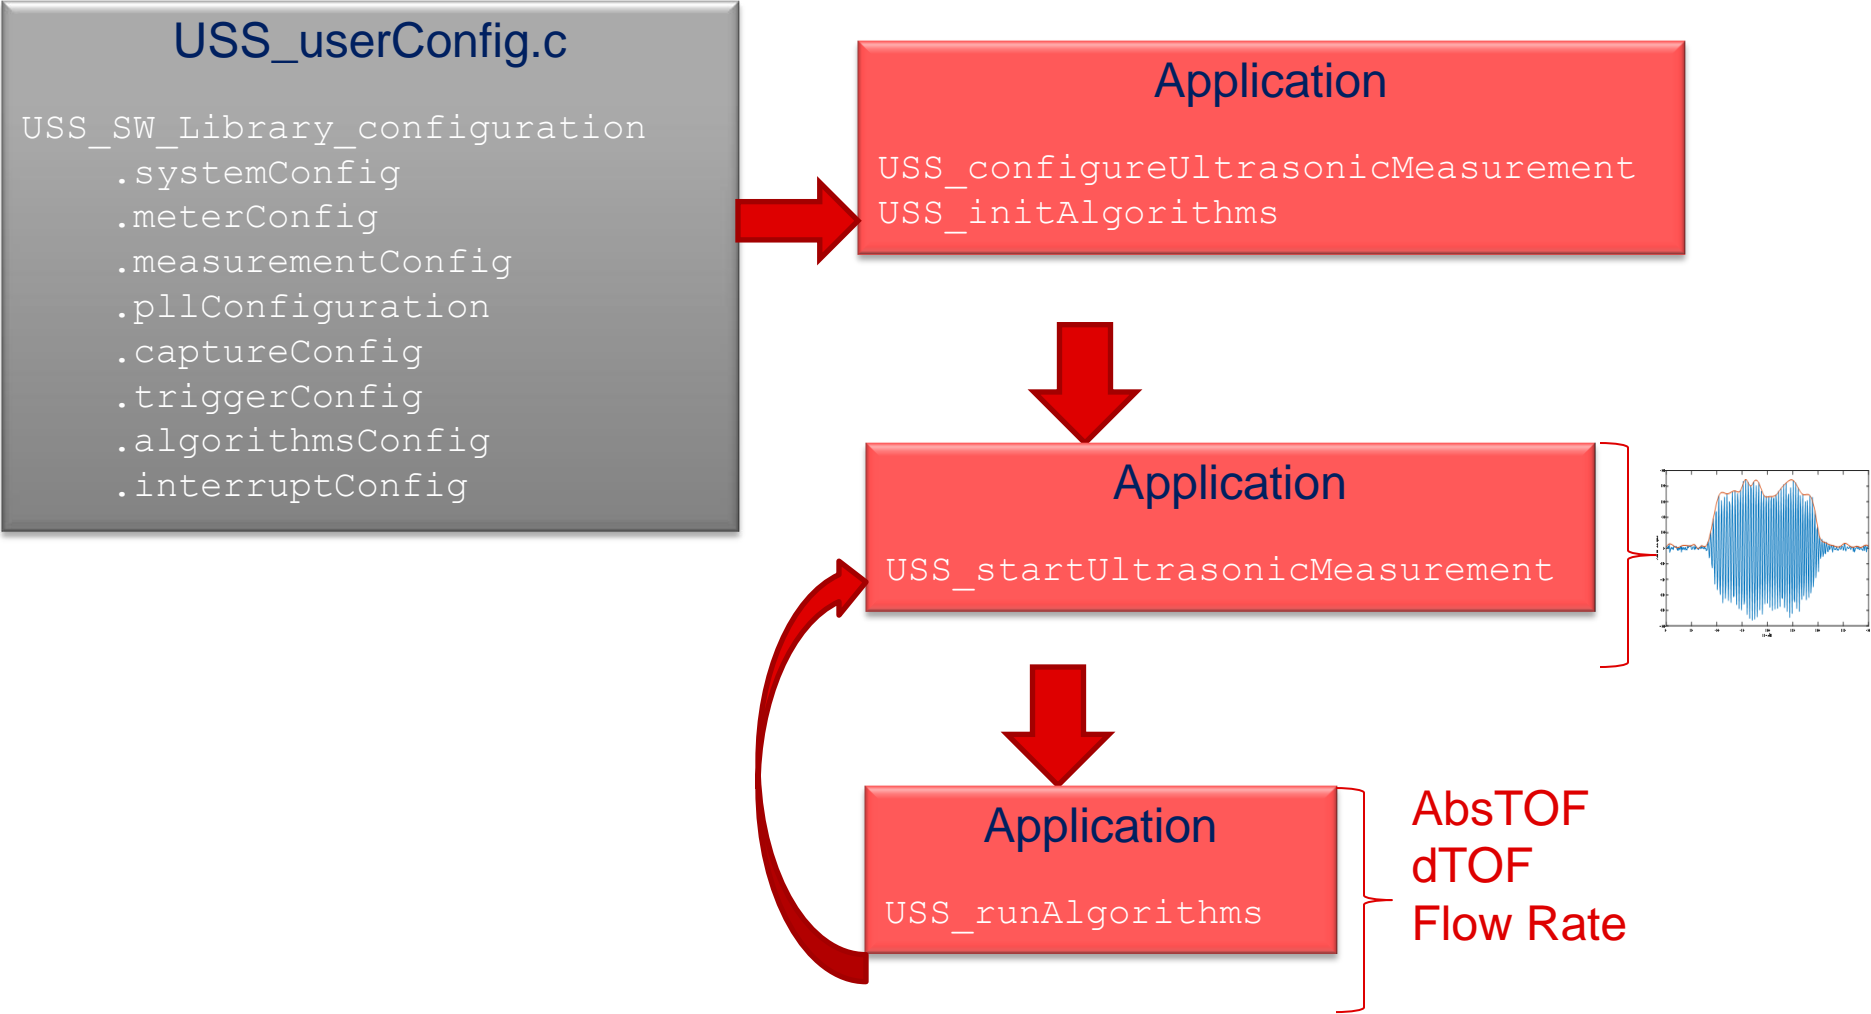 USS_userConfig.c
USS_SW_Library_configuration
.systemConfig
.meterConfig
.measurementConfig
.pllConfiguration
.captureConfig
.triggerConfig
.algorithmsConfig
.interruptConfig
Application
USS_configureUltrasonicMeasurement
USS_initAlgorithms
Application
USS_startUltrasonicMeasurement
Application
USS_runAlgorithms
AbsTOF
dTOF
Flow Rate